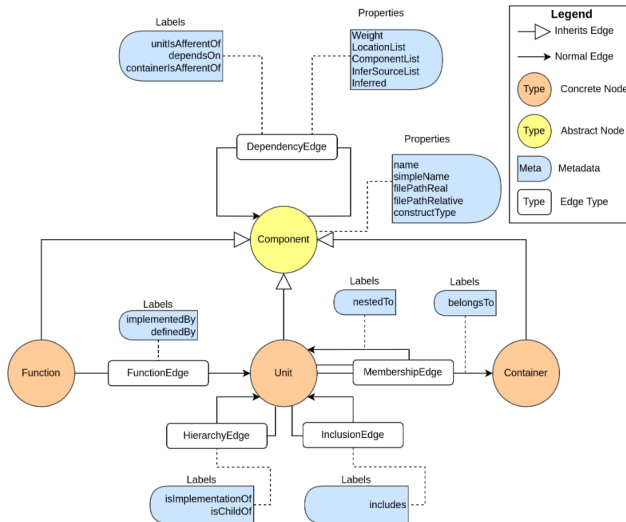 Labels
unitIsAfferentOf
dependsOn
containerIsAfferentOf
Properties
Weight
LocationList
ComponentList
InferSourceList
Inferred
Legend
Inherits Edge
Normal Edge
Type
Concrete Node
Type
Abstract Node
Meta
Metadata
Type
Edge Type
DependencyEdge
Properties
name
simpleName
filePathReal
filePathRelative
constructType
Component
Labels
implementedBy
definedBy
Labels
nestedTo
Labels
belongsTo
Function
FunctionEdge
Unit
MembershipEdge
Container
HierarchyEdge
InclusionEdge
Labels
isImplementationOf
isChildOf
Labels
includes